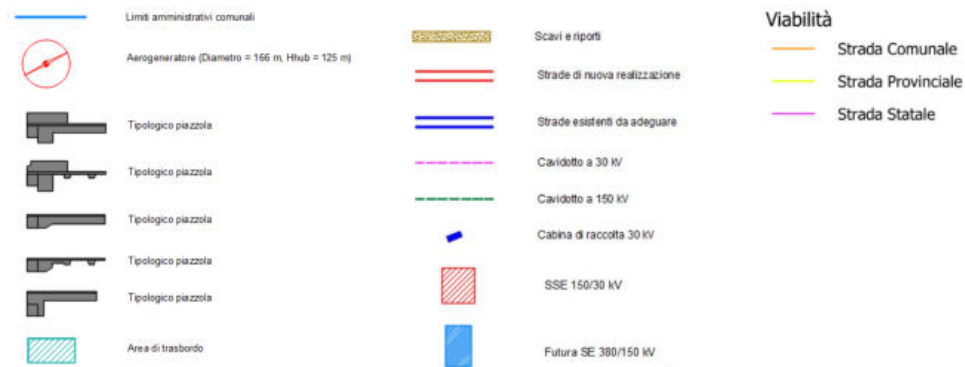 Limiti amministrativi comunali
Aerogeneratore (Diametro = 166 m, Hhub = 125 m)
Tipologico piazzola
Tipologico piazzola
Tipologico piazzola
Tipologico piazzola
Tipologico piazzola
Area di trasbordo
Scavi e riporti
Strade di nuova realizzazione
Strade esistenti da adeguare
Cavidotto a 30 kV
Cavidotto a 150 kV
Cabina di raccolta 30 kV
SSE 150/30 kV
Futura SE 380/150 kV
Viabilità
Strada Comunale
Strada Provinciale
Strada Statale